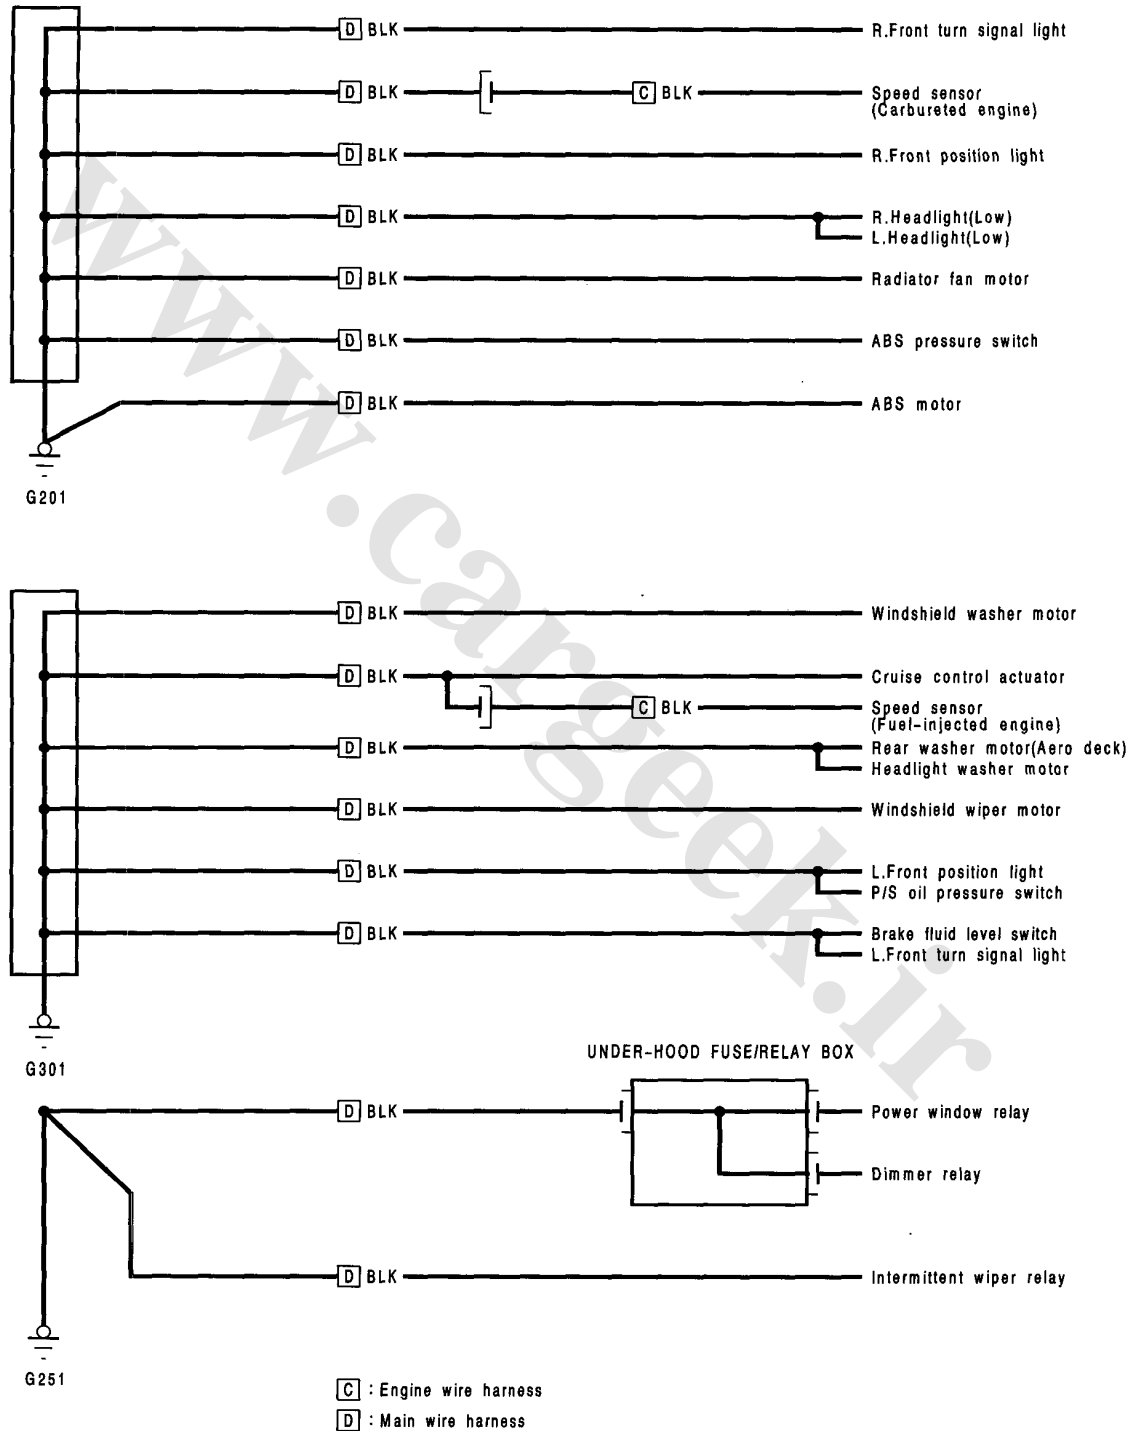 D BLK R.Front turn signal light
D BLK C BLK Speed sensor
(Carbureted engine)
D BLK R.Front position light
D BLK R.Headlight(Low)
L.Headlight(Low)
D BLK Radiator fan motor
D BLK ABS pressure switch
D BLK ABS motor
G201
D BLK Windshield washer motor
D BLK Cruise control actuator
C BLK Speed sensor
(Fuel-injected engine)
D BLK Rear washer motor(Aero deck)
Headlight washer motor
D BLK Windshield wiper motor
D BLK L.Front position light
P/S oil pressure switch
D BLK Brake fluid level switch
L.Front turn signal light
G301
UNDER-HOOD FUSE/RELAY BOX
D BLK Power window relay
Dimmer relay
D BLK Intermittent wiper relay
G251
C : Engine wire harness
D : Main wire harness
www.cargeek.ir